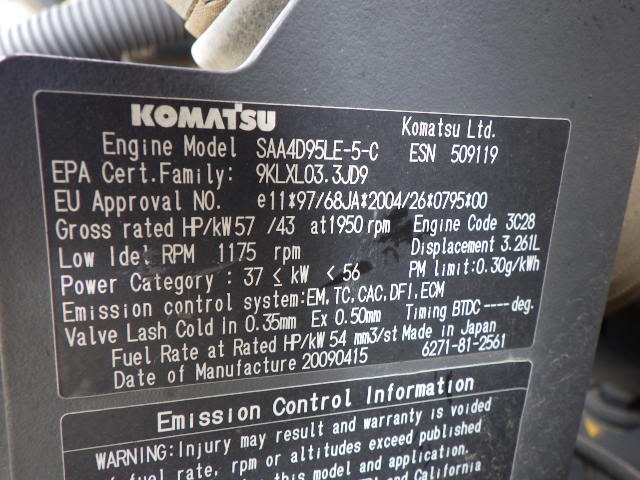 KOMATSU Komatsu Ltd.
Engine Model SAA4D95LE-5-C ESN 509119
EPA Cert.Family: 9KLXL03.3JD9
EU Approval NO. e11*97/68JA*2004/26*0795*00
Gross rated HP/kW 57 /43 at1950 rpm Engine Code 3C28
Low Idel RPM 1175 rpm Displacement 3.261L
Power Category : 37 ≤ kW < 56 PM limit:0.30g/kWh
Emission control system:EM,TC,CAC,DFI,ECM
Valve Lash Cold In 0.35mm Ex 0.50mm Timing BTDC ----deg.
Fuel Rate at Rated HP/kW 54 mm3/st Made in Japan
Date of Manufacture 20090415 6271-81-2561
Emission Control Information
WARNING:Injury may result and warranty is voided
if fuel rate, rpm or altitudes exceed published
this model and application.
and California